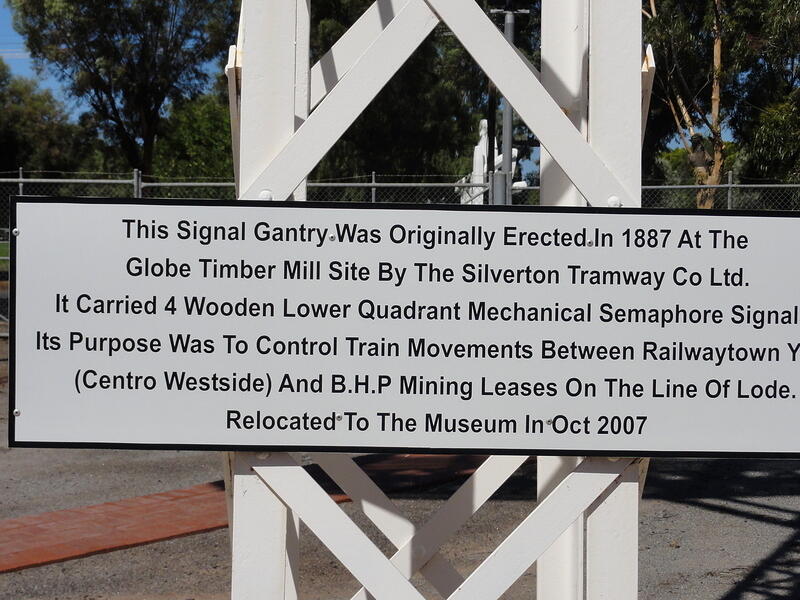 This Signal Gantry Was Originally Erected In 1887 At The
Globe Timber Mill Site By The Silverton Tramway Co Ltd.
It Carried 4 Wooden Lower Quadrant Mechanical Semaphore Signal
Its Purpose Was To Control Train Movements Between Railwaytown Y
(Centro Westside) And B.H.P Mining Leases On The Line Of Lode.
Relocated To The Museum In Oct 2007